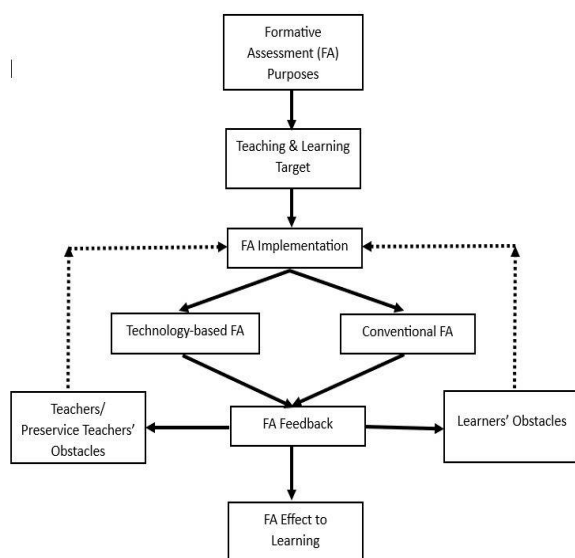 Formative
Assessment (FA)
Purposes
Teaching & Learning
Target
FA Implementation
Technology-based FA
Conventional FA
Teachers/
Preservice Teachers'
Obstacles
FA Feedback
Learners' Obstacles
FA Effect to
Learning